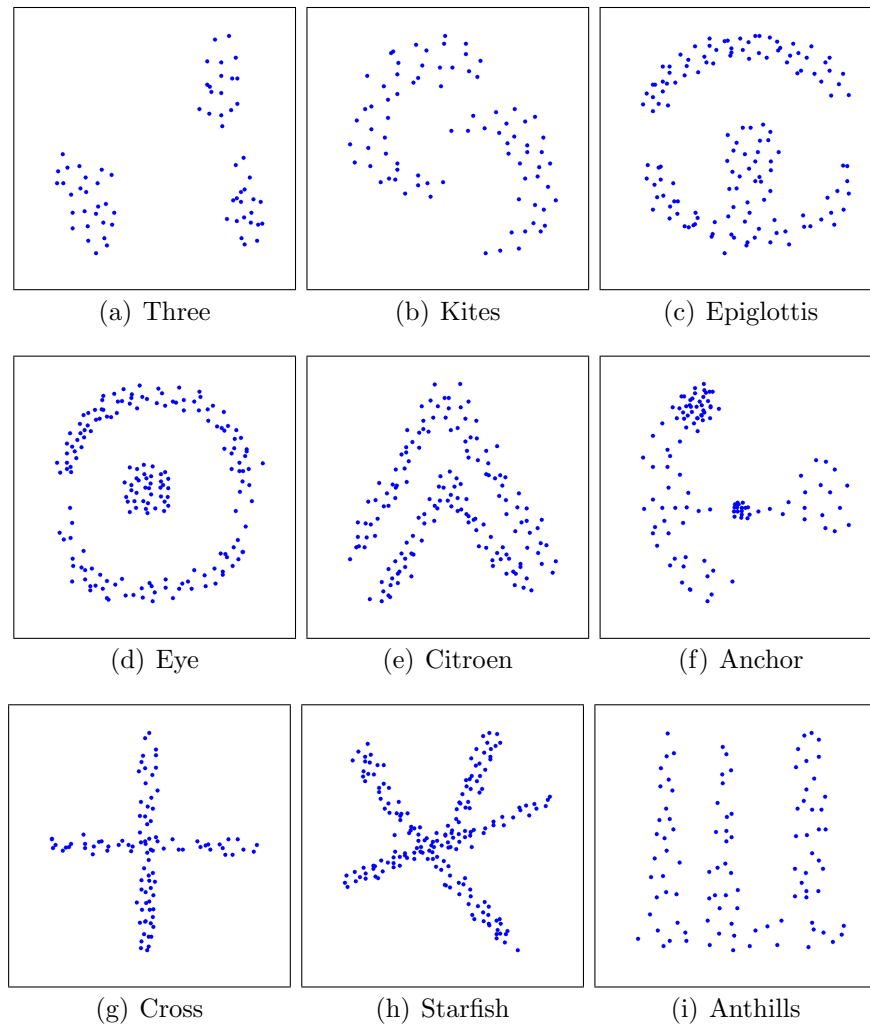 (a) Three
(b) Kites
(c) Epiglottis
(d) Eye
(e) Citroen
(f) Anchor
(g) Cross
(h) Starfish
(i) Anthills